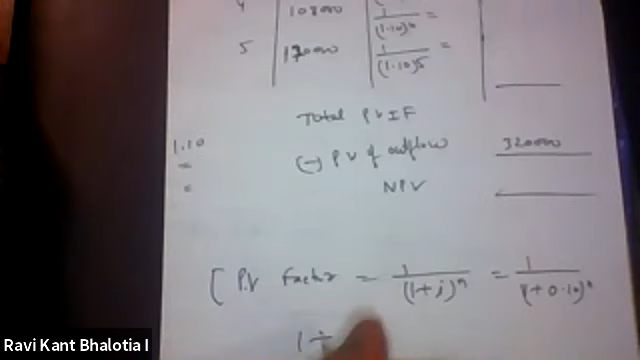 4 108000 1/(1.10)⁴ =
5 1/(1.10)⁵ =
Total PVIF
1.10
= (-) PV of outflow 320000
= NPV
[ P.V factor = 1/(1+i)ⁿ = 1/(1+0.10)ⁿ
1 ÷
Ravi Kant Bhalotia I